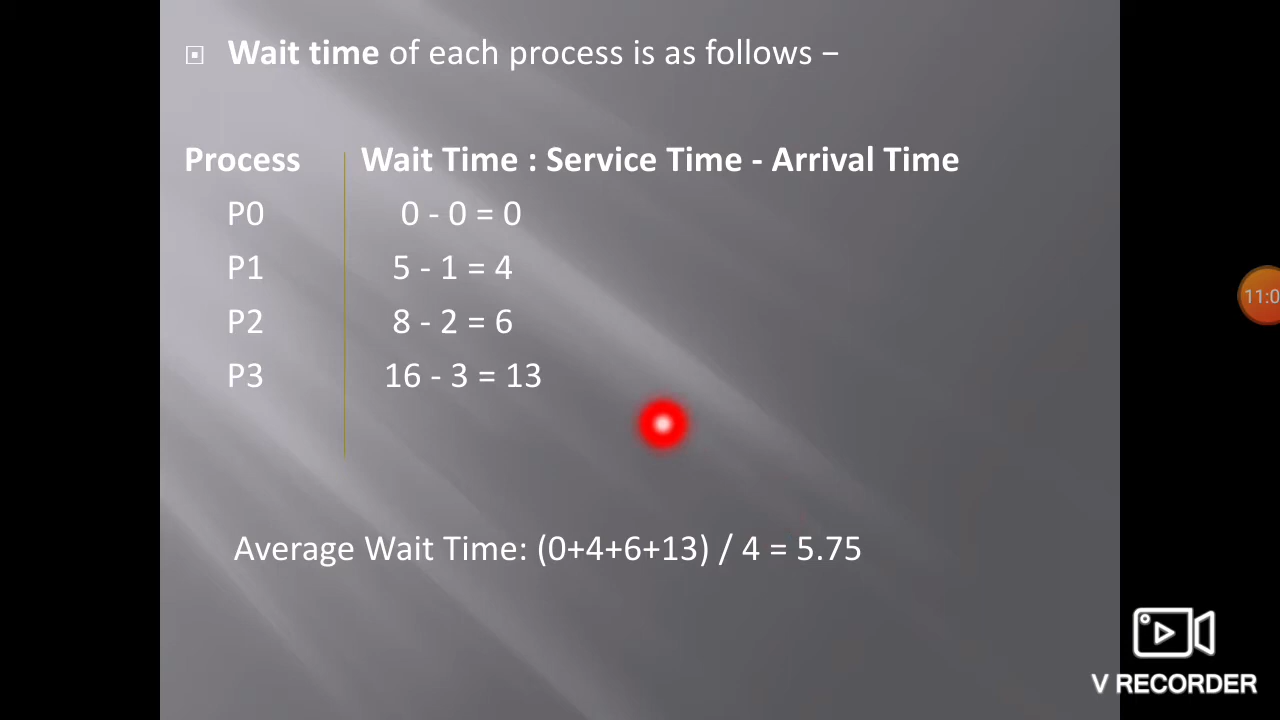 Wait time of each process is as follows –
Process Wait Time : Service Time - Arrival Time
P0 0 - 0 = 0
P1 5 - 1 = 4
P2 8 - 2 = 6
P3 16 - 3 = 13
Average Wait Time: (0+4+6+13) / 4 = 5.75
11:0
V RECORDER